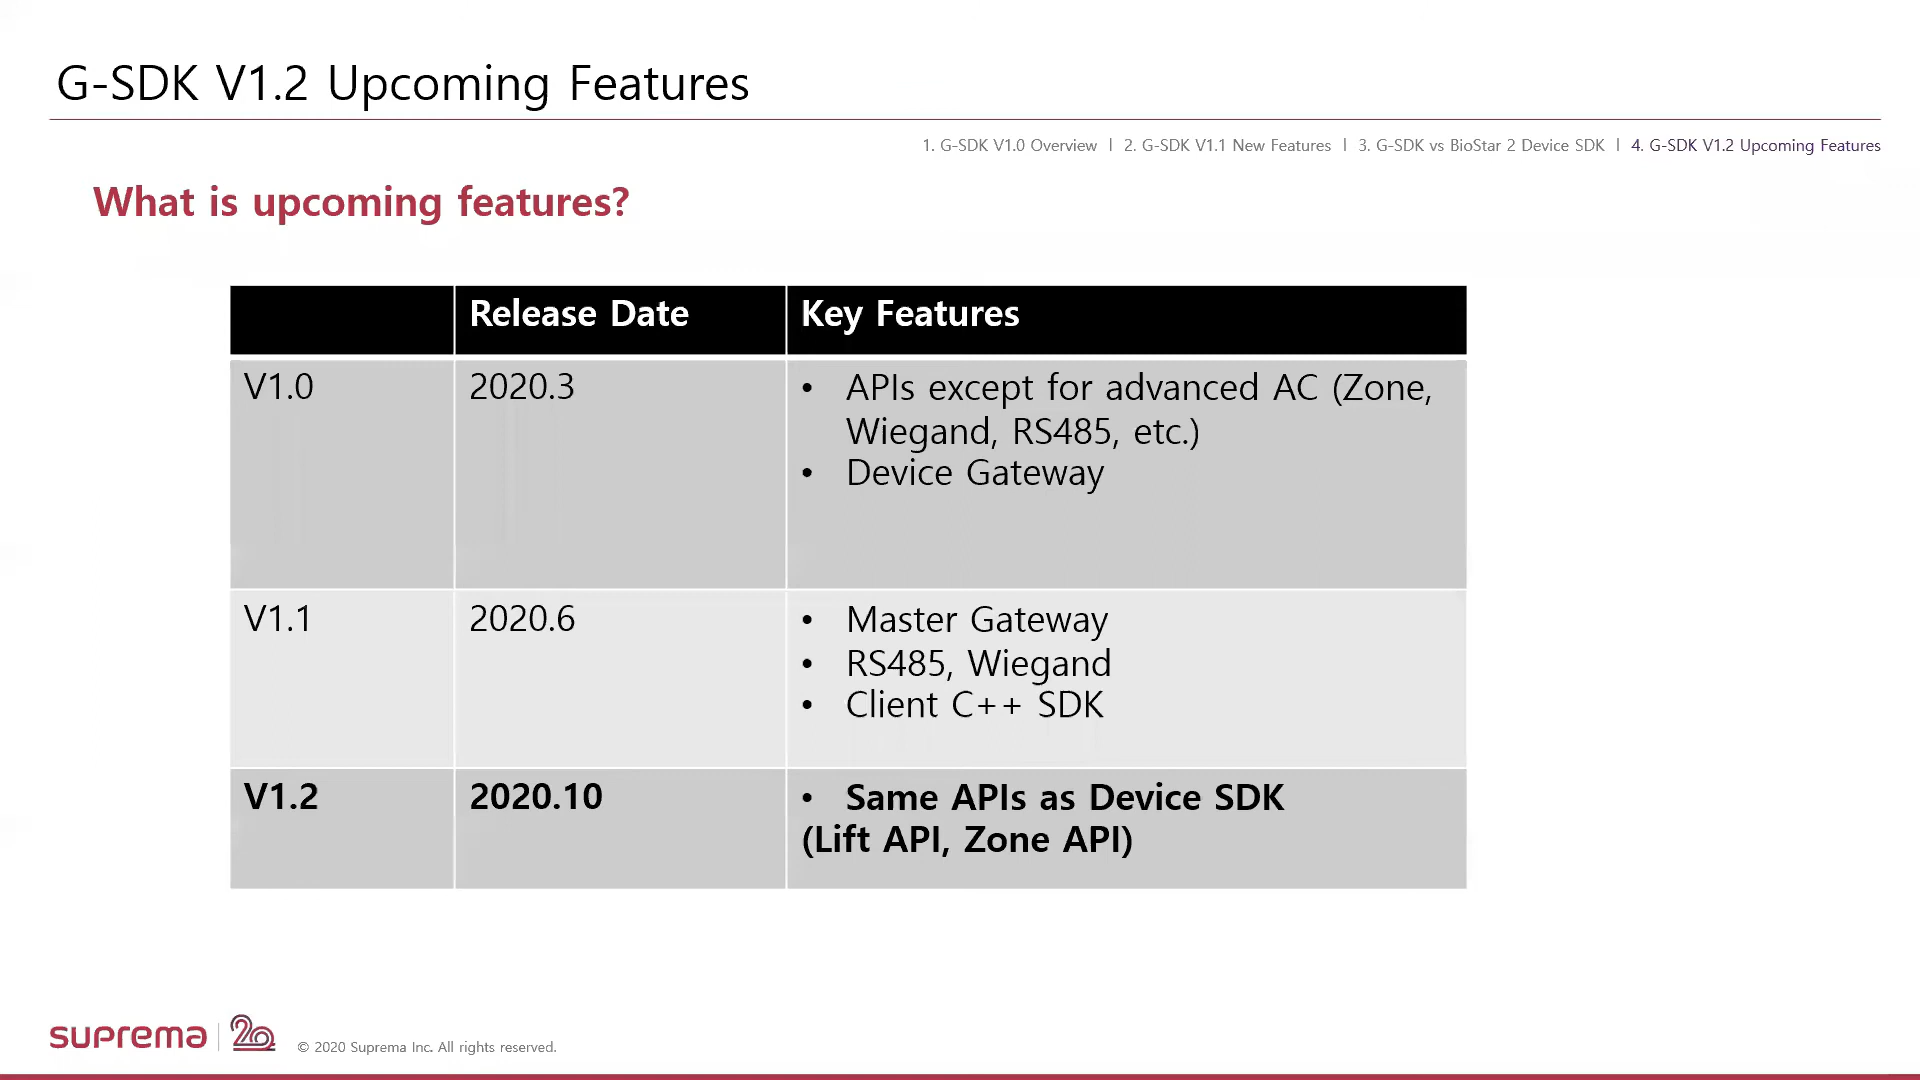 G-SDK V1.2 Upcoming Features
1. G-SDK V1.0 Overview | 2. G-SDK V1.1 New Features | 3. G-SDK vs BioStar 2 Device SDK | 4. G-SDK V1.2 Upcoming Features
What is upcoming features?
Release Date Key Features
V1.0 2020.3 • APIs except for advanced AC (Zone,
Wiegand, RS485, etc.)
• Device Gateway
V1.1 2020.6 • Master Gateway
• RS485, Wiegand
• Client C++ SDK
V1.2 2020.10 • Same APIs as Device SDK
(Lift API, Zone API)
suprema 20 © 2020 Suprema Inc. All rights reserved.